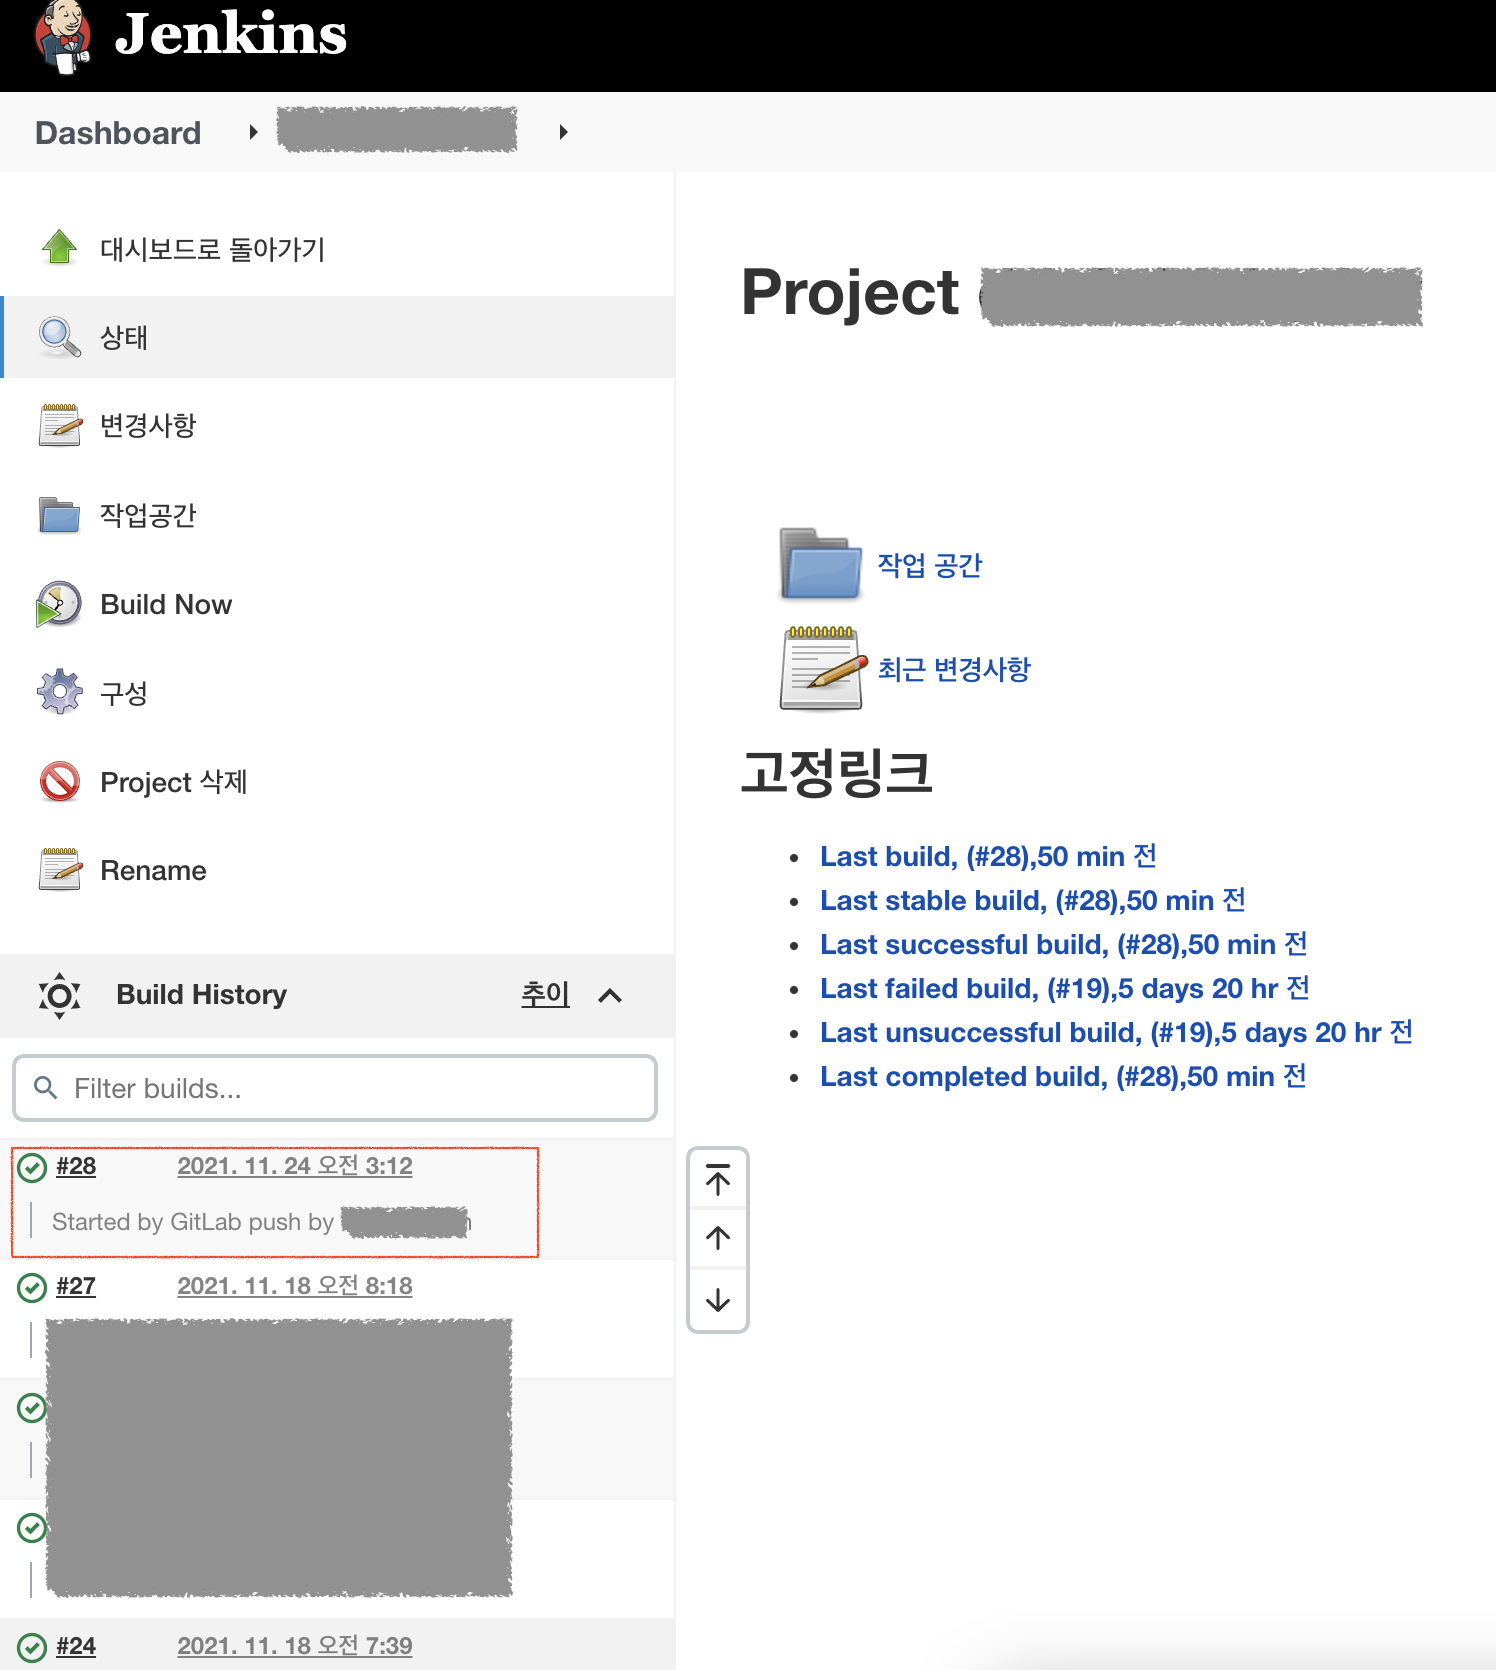 Jenkins
Dashboard
대시보드로 돌아가기
상태
변경사항
작업공간
Build Now
구성
Project 삭제
Rename
Build History 추이
Filter builds...
#28 2021. 11. 24 오전 3:12
Started by GitLab push by
#27 2021. 11. 18 오전 8:18
#24 2021. 11. 18 오전 7:39
Project
작업 공간
최근 변경사항
고정링크
Last build, (#28),50 min 전
Last stable build, (#28),50 min 전
Last successful build, (#28),50 min 전
Last failed build, (#19),5 days 20 hr 전
Last unsuccessful build, (#19),5 days 20 hr 전
Last completed build, (#28),50 min 전